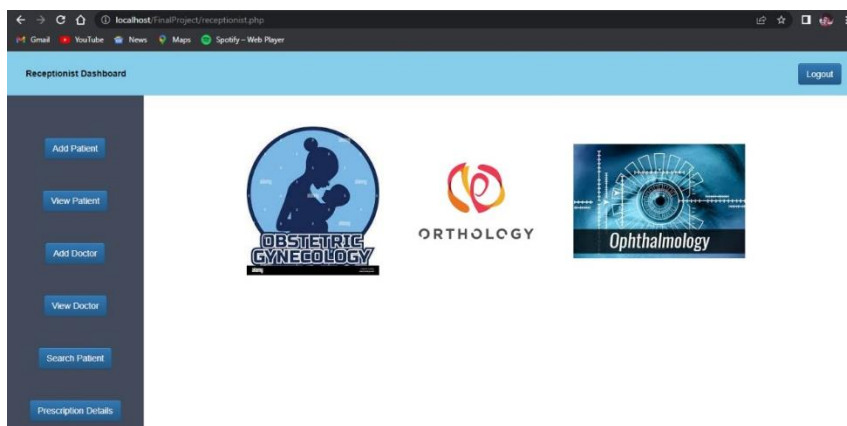 localhost/FinalProject/receptionist.php
Gmail YouTube News Maps Spotify – Web Player
Receptionist Dashboard
Logout
Add Patient
View Patient
Add Doctor
View Doctor
Search Patient
Prescription Details
OBSTETRIC
GYNECOLOGY
alamy
ORTHOLOGY
Ophthalmology